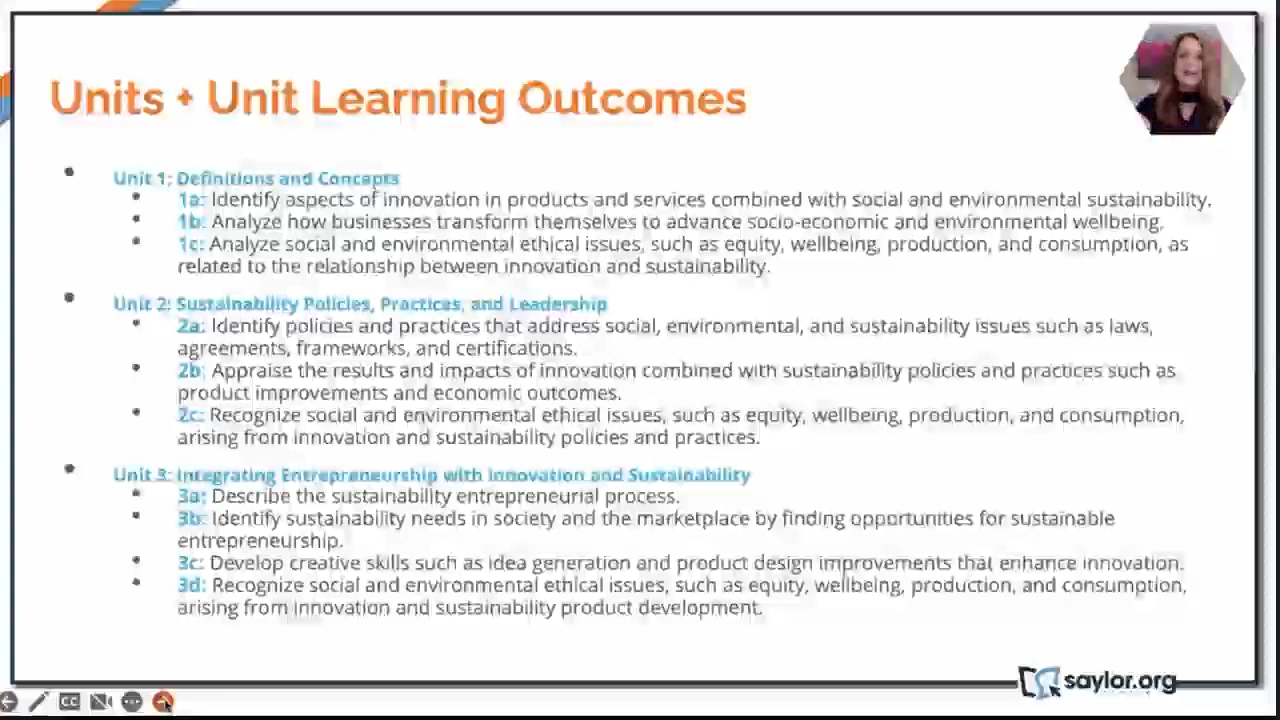 Units + Unit Learning Outcomes
Unit 1: Definitions and Concepts
1a: Identify aspects of innovation in products and services combined with social and environmental sustainability.
1b: Analyze how businesses transform themselves to advance socio-economic and environmental wellbeing.
1c: Analyze social and environmental ethical issues, such as equity, wellbeing, production, and consumption, as
related to the relationship between innovation and sustainability.
Unit 2: Sustainability Policies, Practices, and Leadership
2a: Identify policies and practices that address social, environmental, and sustainability issues such as laws,
agreements, frameworks, and certifications.
2b: Appraise the results and impacts of innovation combined with sustainability policies and practices such as
product improvements and economic outcomes.
2c: Recognize social and environmental ethical issues, such as equity, wellbeing, production, and consumption,
arising from innovation and sustainability policies and practices.
Unit 3: Integrating Entrepreneurship with Innovation and Sustainability
3a: Describe the sustainability entrepreneurial process.
3b: Identify sustainability needs in society and the marketplace by finding opportunities for sustainable
entrepreneurship.
3c: Develop creative skills such as idea generation and product design improvements that enhance innovation.
3d: Recognize social and environmental ethical issues, such as equity, wellbeing, production, and consumption,
arising from innovation and sustainability product development.
saylor.org
CC